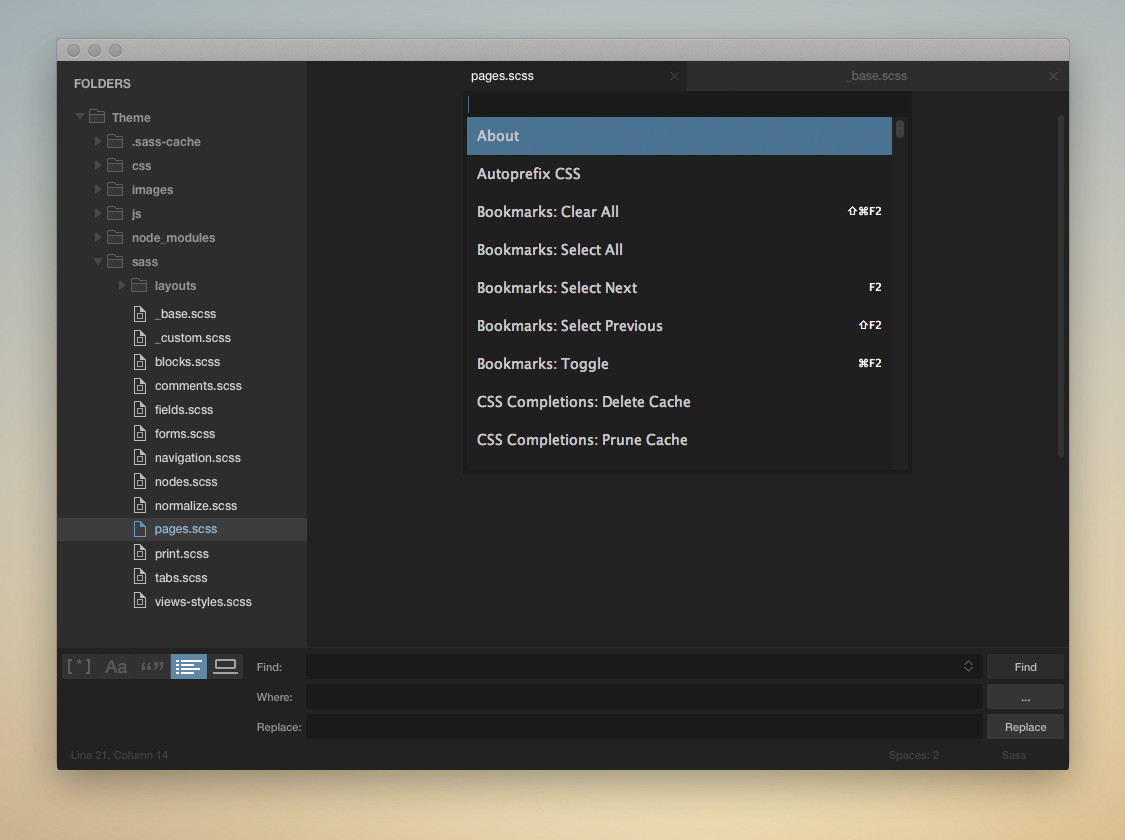 FOLDERS
Theme
.sass-cache
css
images
js
node_modules
sass
layouts
_base.scss
_custom.scss
blocks.scss
comments.scss
fields.scss
forms.scss
navigation.scss
nodes.scss
normalize.scss
pages.scss
print.scss
tabs.scss
views-styles.scss
pages.scss
_base.scss
About
Autoprefix CSS
Bookmarks: Clear All ⇧⌘F2
Bookmarks: Select All
Bookmarks: Select Next F2
Bookmarks: Select Previous ⇧F2
Bookmarks: Toggle ⌘F2
CSS Completions: Delete Cache
CSS Completions: Prune Cache
[*] Aa “” Find: Find
Where: ...
Replace: Replace
Line 21, Column 14 Spaces: 2 Sass